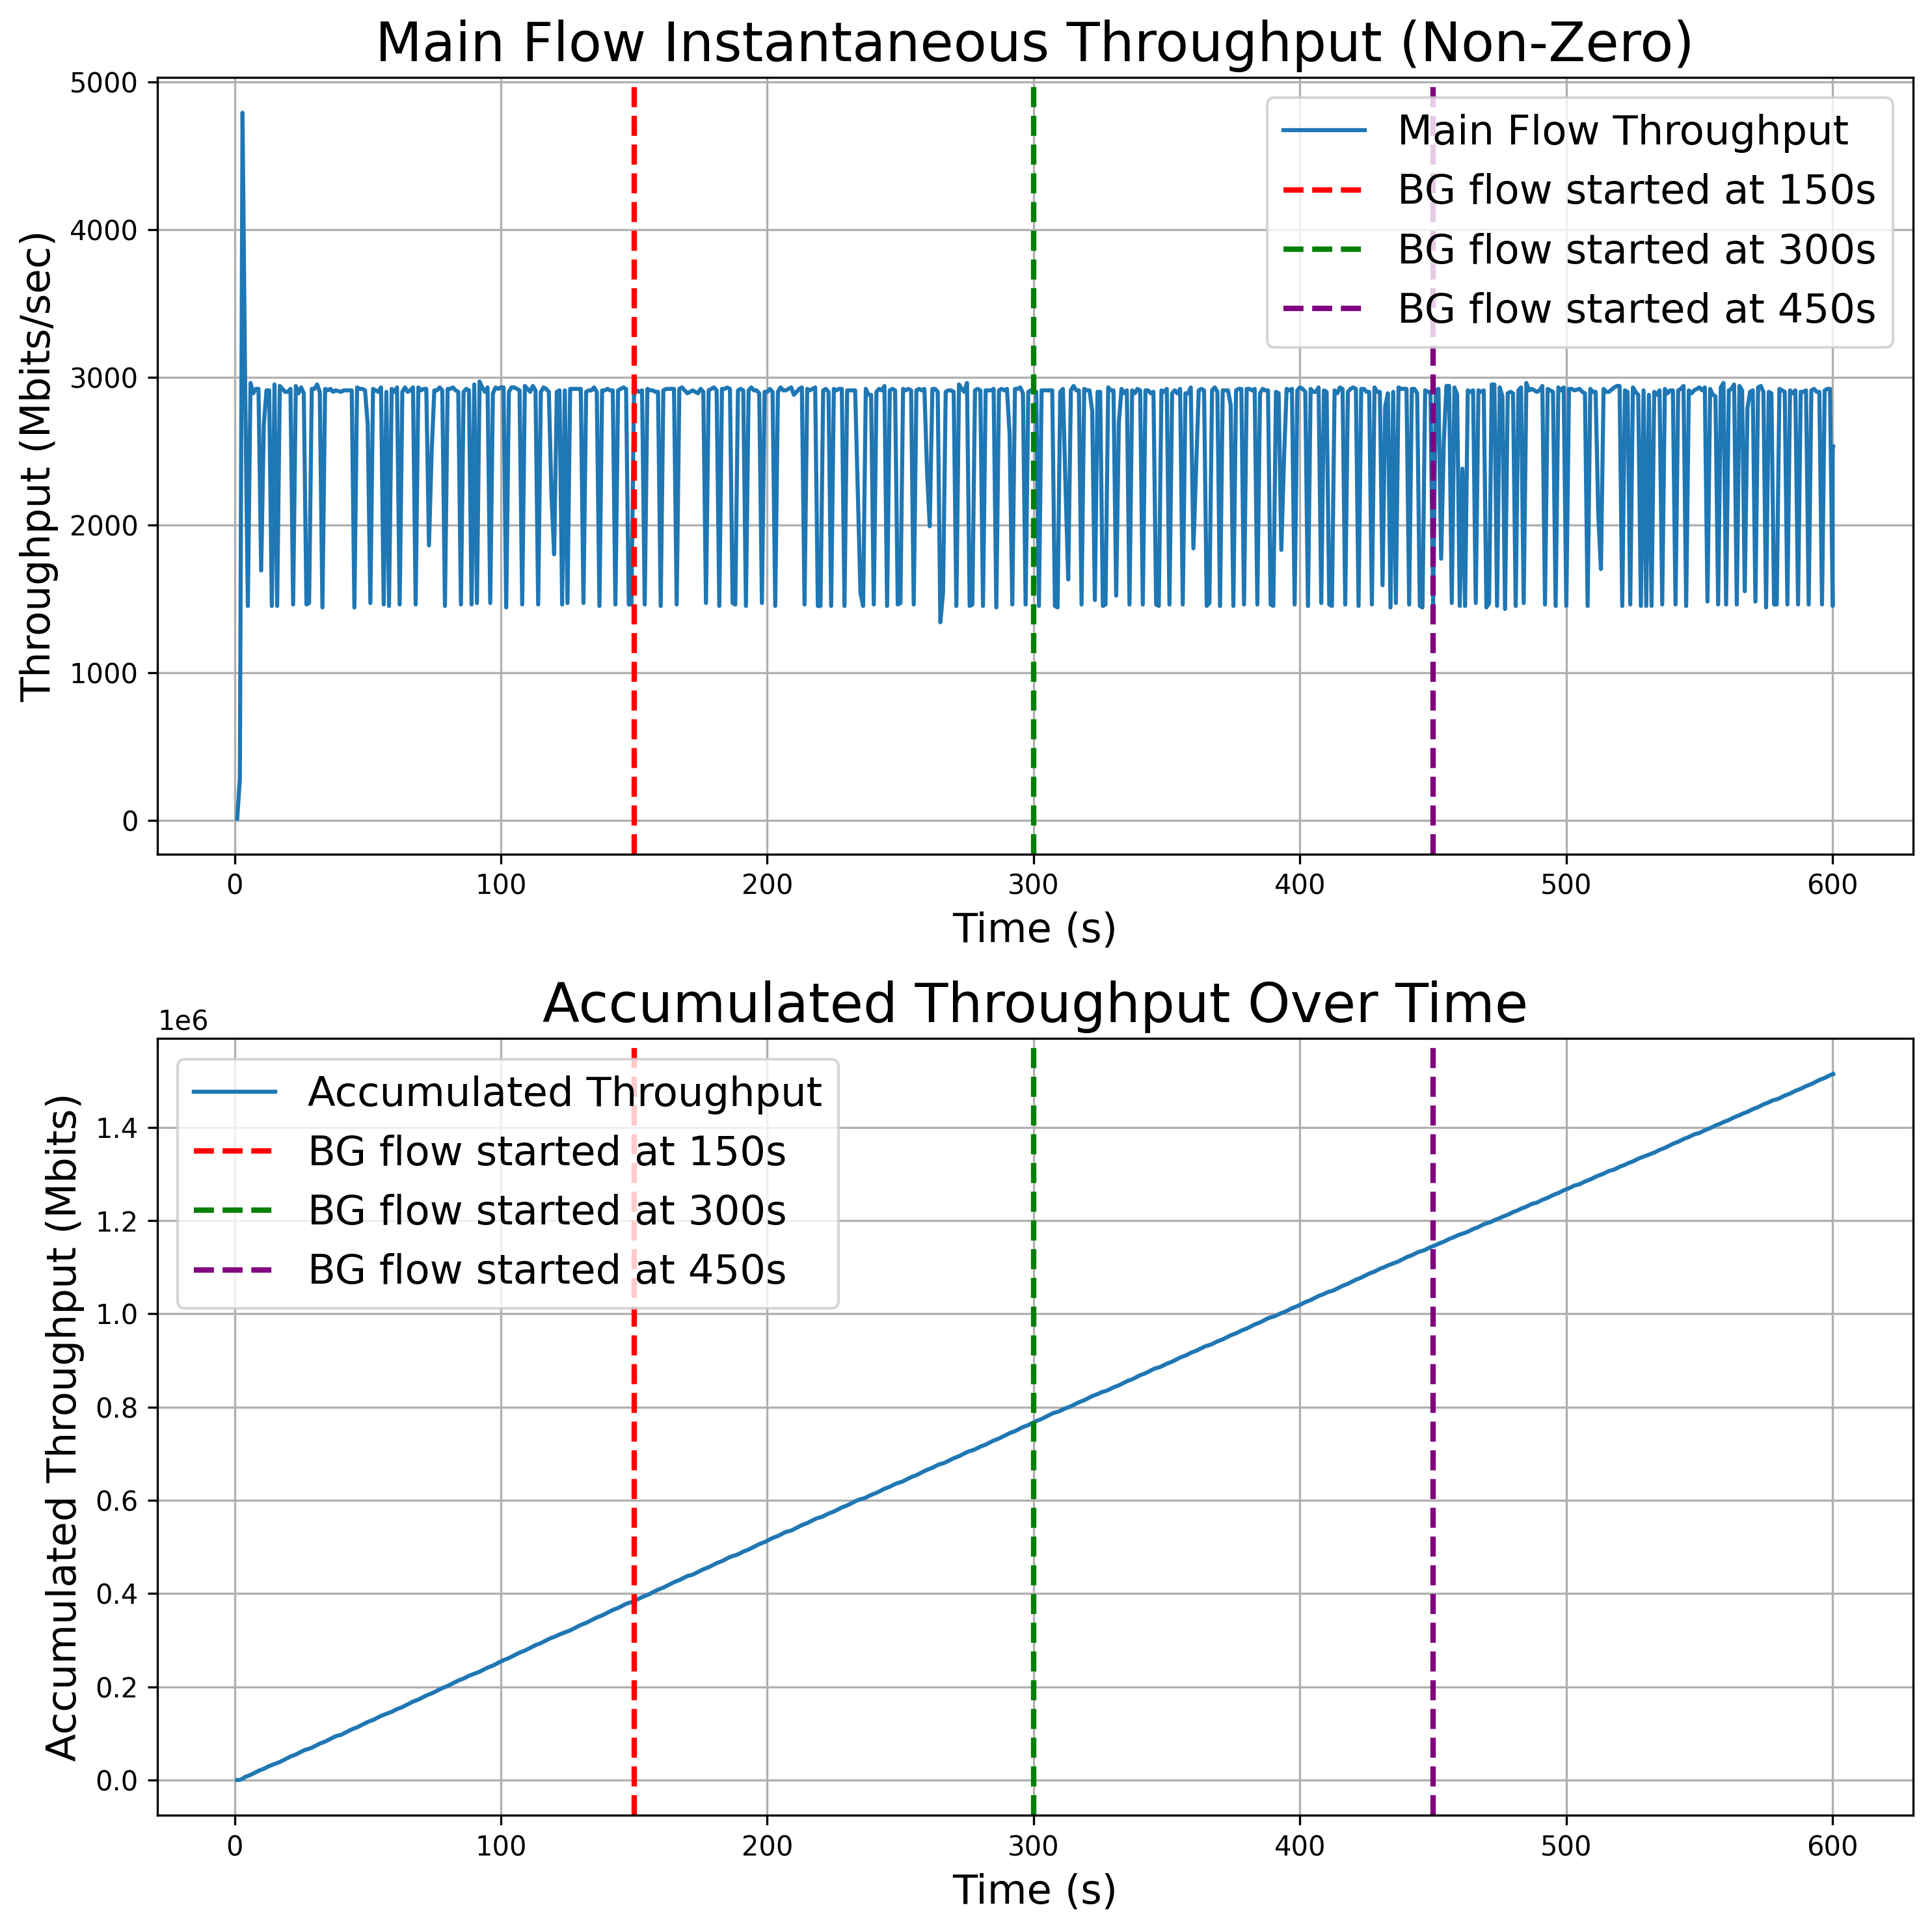 Main Flow Instantaneous Throughput (Non-Zero)
5000
4000
3000
2000
1000
0
Throughput (Mbits/sec)
Main Flow Throughput
BG flow started at 150s
BG flow started at 300s
BG flow started at 450s
0 100 200 300 400 500 600
Time (s)
Accumulated Throughput Over Time
1e6
1.4
1.2
1.0
0.8
0.6
0.4
0.2
0.0
Accumulated Throughput (Mbits)
Accumulated Throughput
BG flow started at 150s
BG flow started at 300s
BG flow started at 450s
0 100 200 300 400 500 600
Time (s)